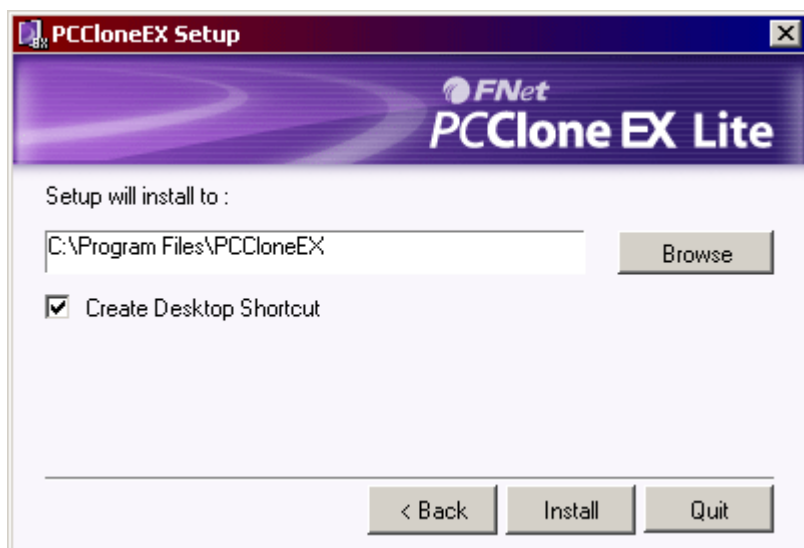 PCCloneEX Setup
FNet
PCClone EX Lite
Setup will install to :
C:\Program Files\PCCloneEX
Browse
Create Desktop Shortcut
< Back
Install
Quit